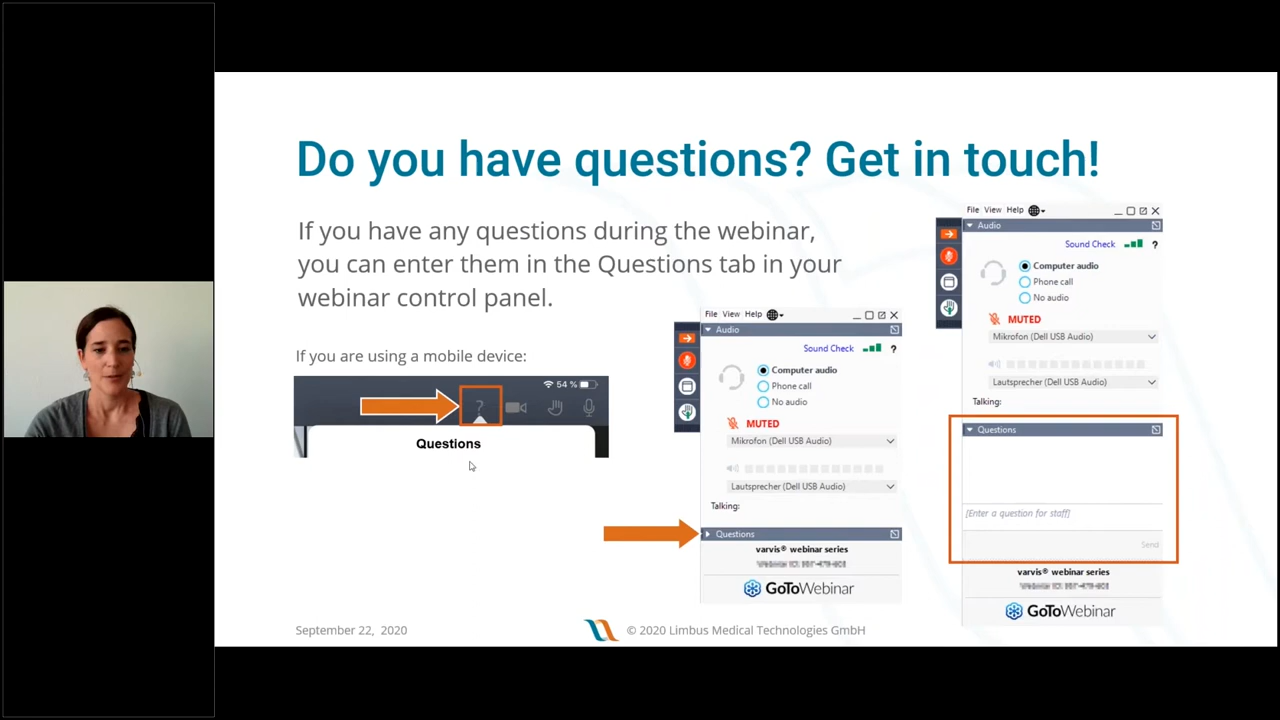 Do you have questions? Get in touch!
If you have any questions during the webinar,
you can enter them in the Questions tab in your
webinar control panel.
If you are using a mobile device:
54 %
?
Questions
File View Help
Audio
Sound Check ?
Computer audio
Phone call
No audio
MUTED
Mikrofon (Dell USB Audio)
Lautsprecher (Dell USB Audio)
Talking:
Questions
varvis® webinar series
GoToWebinar
File View Help
Audio
Sound Check ?
Computer audio
Phone call
No audio
MUTED
Mikrofon (Dell USB Audio)
Lautsprecher (Dell USB Audio)
Talking:
Questions
[Enter a question for staff]
Send
varvis® webinar series
GoToWebinar
September 22, 2020
© 2020 Limbus Medical Technologies GmbH